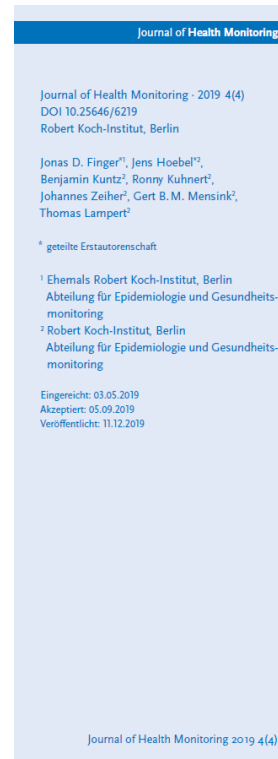 Journal of Health Monitoring
Journal of Health Monitoring · 2019 4(4)
DOI 10.25646/6219
Robert Koch-Institut, Berlin
Jonas D. Finger*¹, Jens Hoebel*²,
Benjamin Kuntz², Ronny Kuhnert²,
Johannes Zeiher², Gert B. M. Mensink²,
Thomas Lampert²
* geteilte Erstautorenschaft
¹ Ehemals Robert Koch-Institut, Berlin
Abteilung für Epidemiologie und Gesundheits-
monitoring
² Robert Koch-Institut, Berlin
Abteilung für Epidemiologie und Gesundheits-
monitoring
Eingereicht: 03.05.2019
Akzeptiert: 05.09.2019
Veröffentlicht: 11.12.2019
Journal of Health Monitoring 2019 4(4)